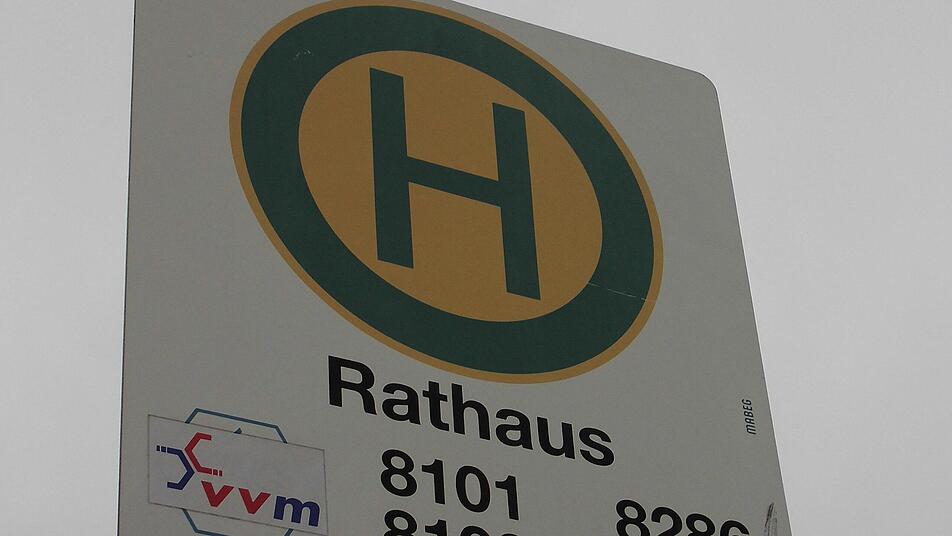 H
Rathaus
MABEG
vvm
8101